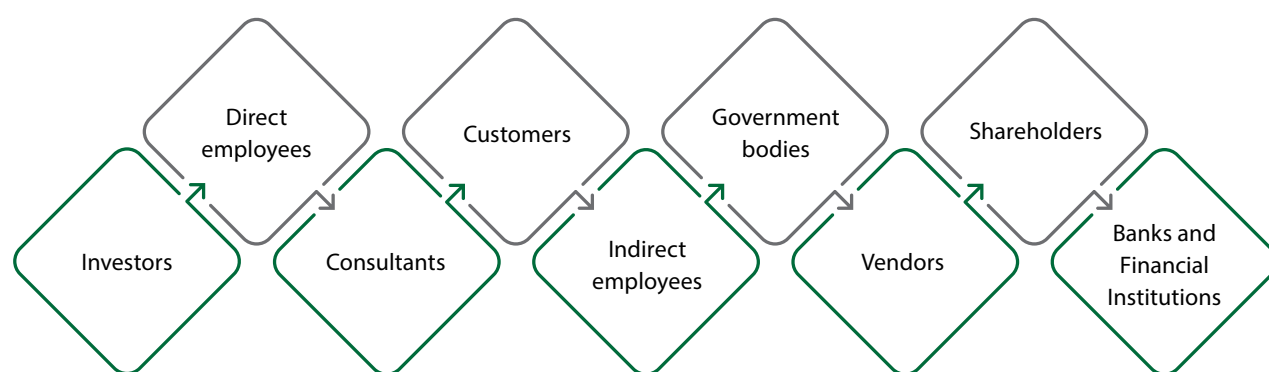 Investors
Direct
employees
Consultants
Customers
Indirect
employees
Government
bodies
Vendors
Shareholders
Banks and
Financial
Institutions